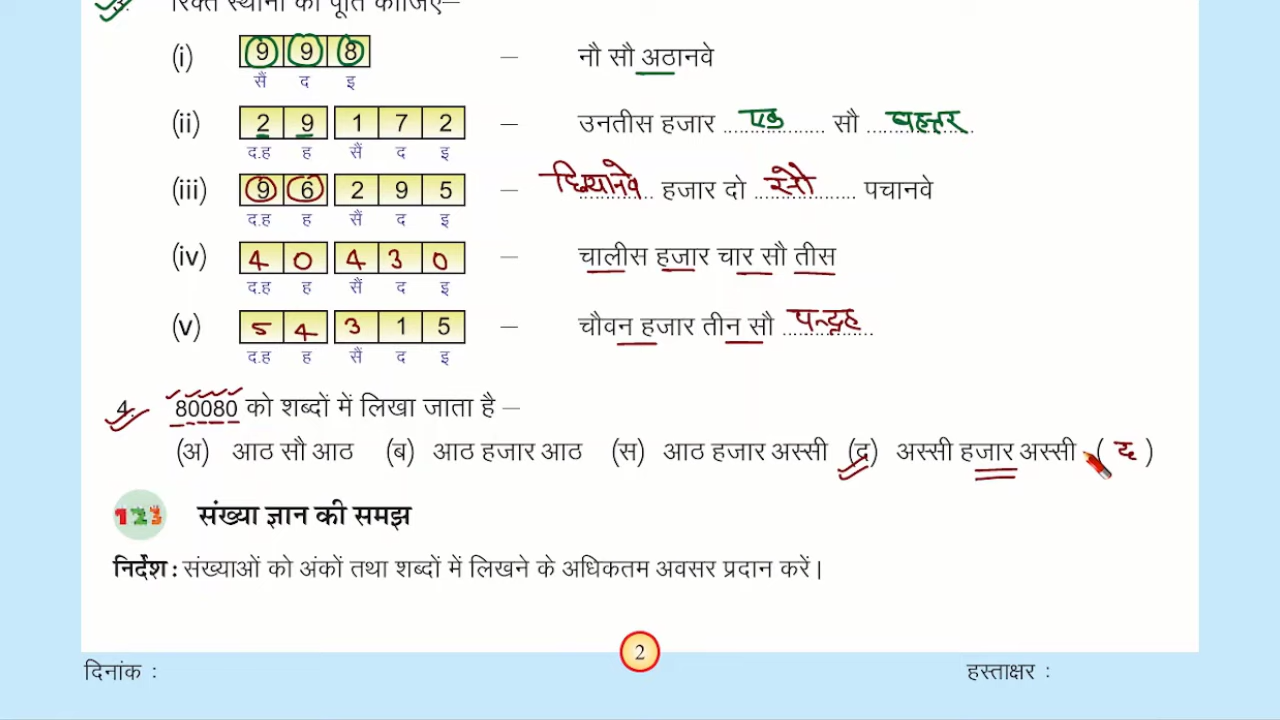 3. रिक्त स्थानों की पूर्ति कीजिए–
(i) 9 9 8 – नौ सौ अठानवे
सैं द इ
(ii) 2 9 1 7 2 – उनतीस हजार एक सौ बहत्तर
द.ह ह सैं द इ
(iii) 9 6 2 9 5 – छियानवे हजार दो सौ पचानवे
द.ह ह सैं द इ
(iv) 4 0 4 3 0 – चालीस हजार चार सौ तीस
द.ह ह सैं द इ
(v) 5 4 3 1 5 – चौवन हजार तीन सौ पन्द्रह
द.ह ह सैं द इ
4. 80080 को शब्दों में लिखा जाता है –
(अ) आठ सौ आठ (ब) आठ हजार आठ (स) आठ हजार अस्सी (द) अस्सी हजार अस्सी ( द )
123 संख्या ज्ञान की समझ
निर्देश : संख्याओं को अंकों तथा शब्दों में लिखने के अधिकतम अवसर प्रदान करें।
2
दिनांक : हस्ताक्षर :